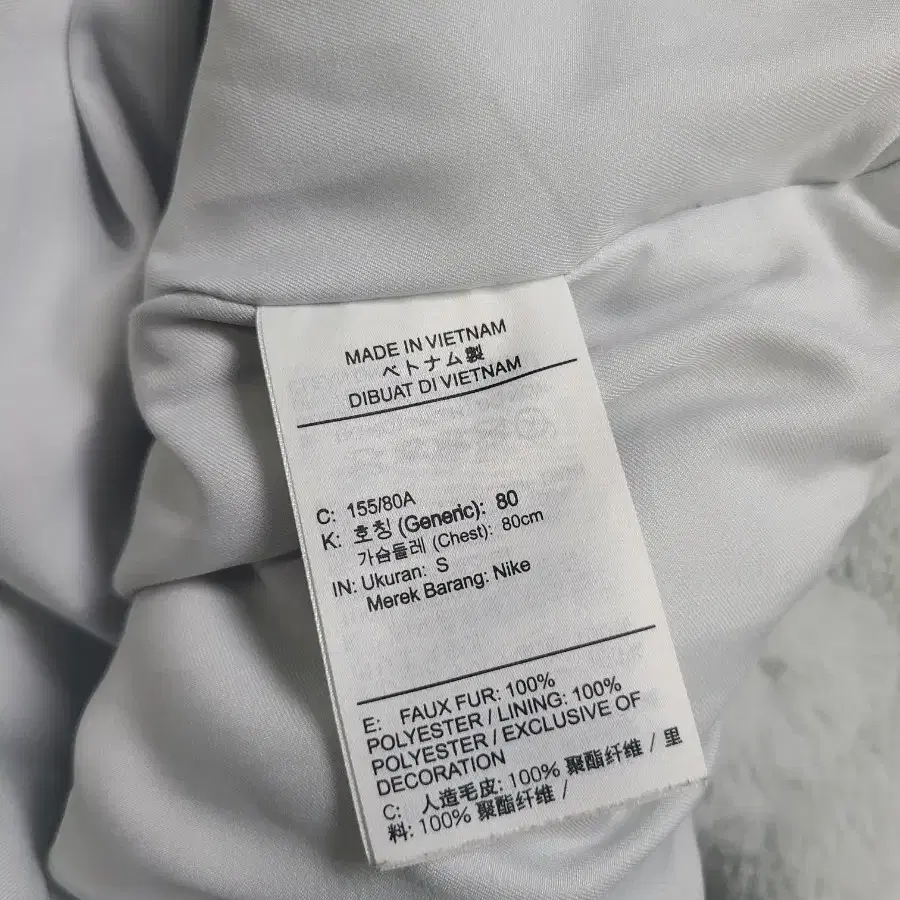 MADE IN VIETNAM
ベトナム製
DIBUAT DI VIETNAM
C: 155/80A
K: 호칭 (Generic): 80
가슴둘레 (Chest): 80cm
IN: Ukuran: S
Merek Barang: Nike
E: FAUX FUR: 100%
POLYESTER / LINING: 100%
POLYESTER / EXCLUSIVE OF
DECORATION
C: 人造毛皮: 100% 聚酯纤维 / 里
料: 100% 聚酯纤维 /